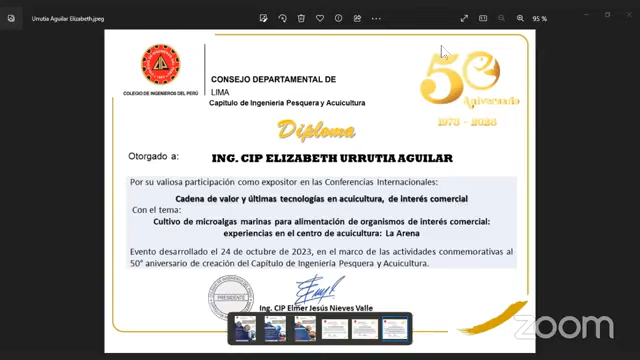 Urrutia Aguilar Elizabeth.jpeg
95 %
COLEGIO DE INGENIEROS DEL PERÚ
CONSEJO DEPARTAMENTAL DE
LIMA
Capítulo de Ingeniería Pesquera y Acuicultura
50
Aniversario
1973 - 2023
Diploma
Otorgado a:
ING. CIP ELIZABETH URRUTIA AGUILAR
Por su valiosa participación como expositor en las Conferencias Internacionales:
Cadena de valor y últimas tecnologías en acuicultura, de interés comercial
Con el tema:
Cultivo de microalgas marinas para alimentación de organismos de interés comercial:
experiencias en el centro de acuicultura: La Arena
Evento desarrollado el 24 de octubre de 2023, en el marco de las actividades conmemorativas al
50° aniversario de creación del Capítulo de Ingeniería Pesquera y Acuicultura.
PRESIDENTE
Ing. CIP Elmer Jesús Nieves Valle
zoom